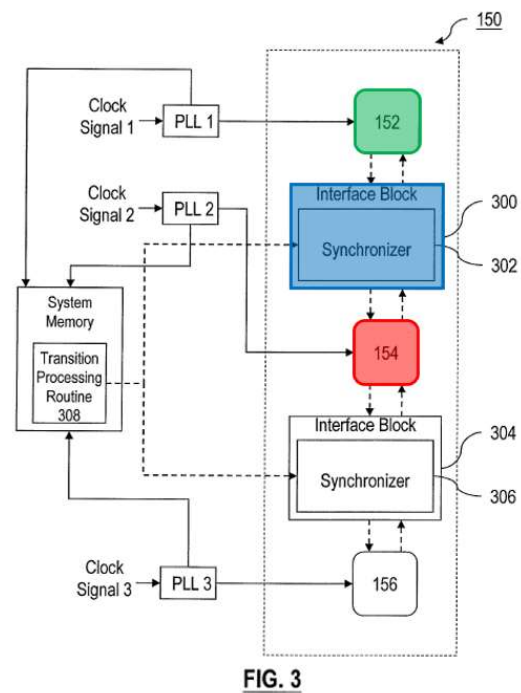 150
Clock
Signal 1
PLL 1
152
Clock
Signal 2
PLL 2
Interface Block
300
Synchronizer
302
System
Memory
Transition
Processing
Routine
308
154
Interface Block
304
Synchronizer
306
Clock
Signal 3
PLL 3
156
FIG. 3